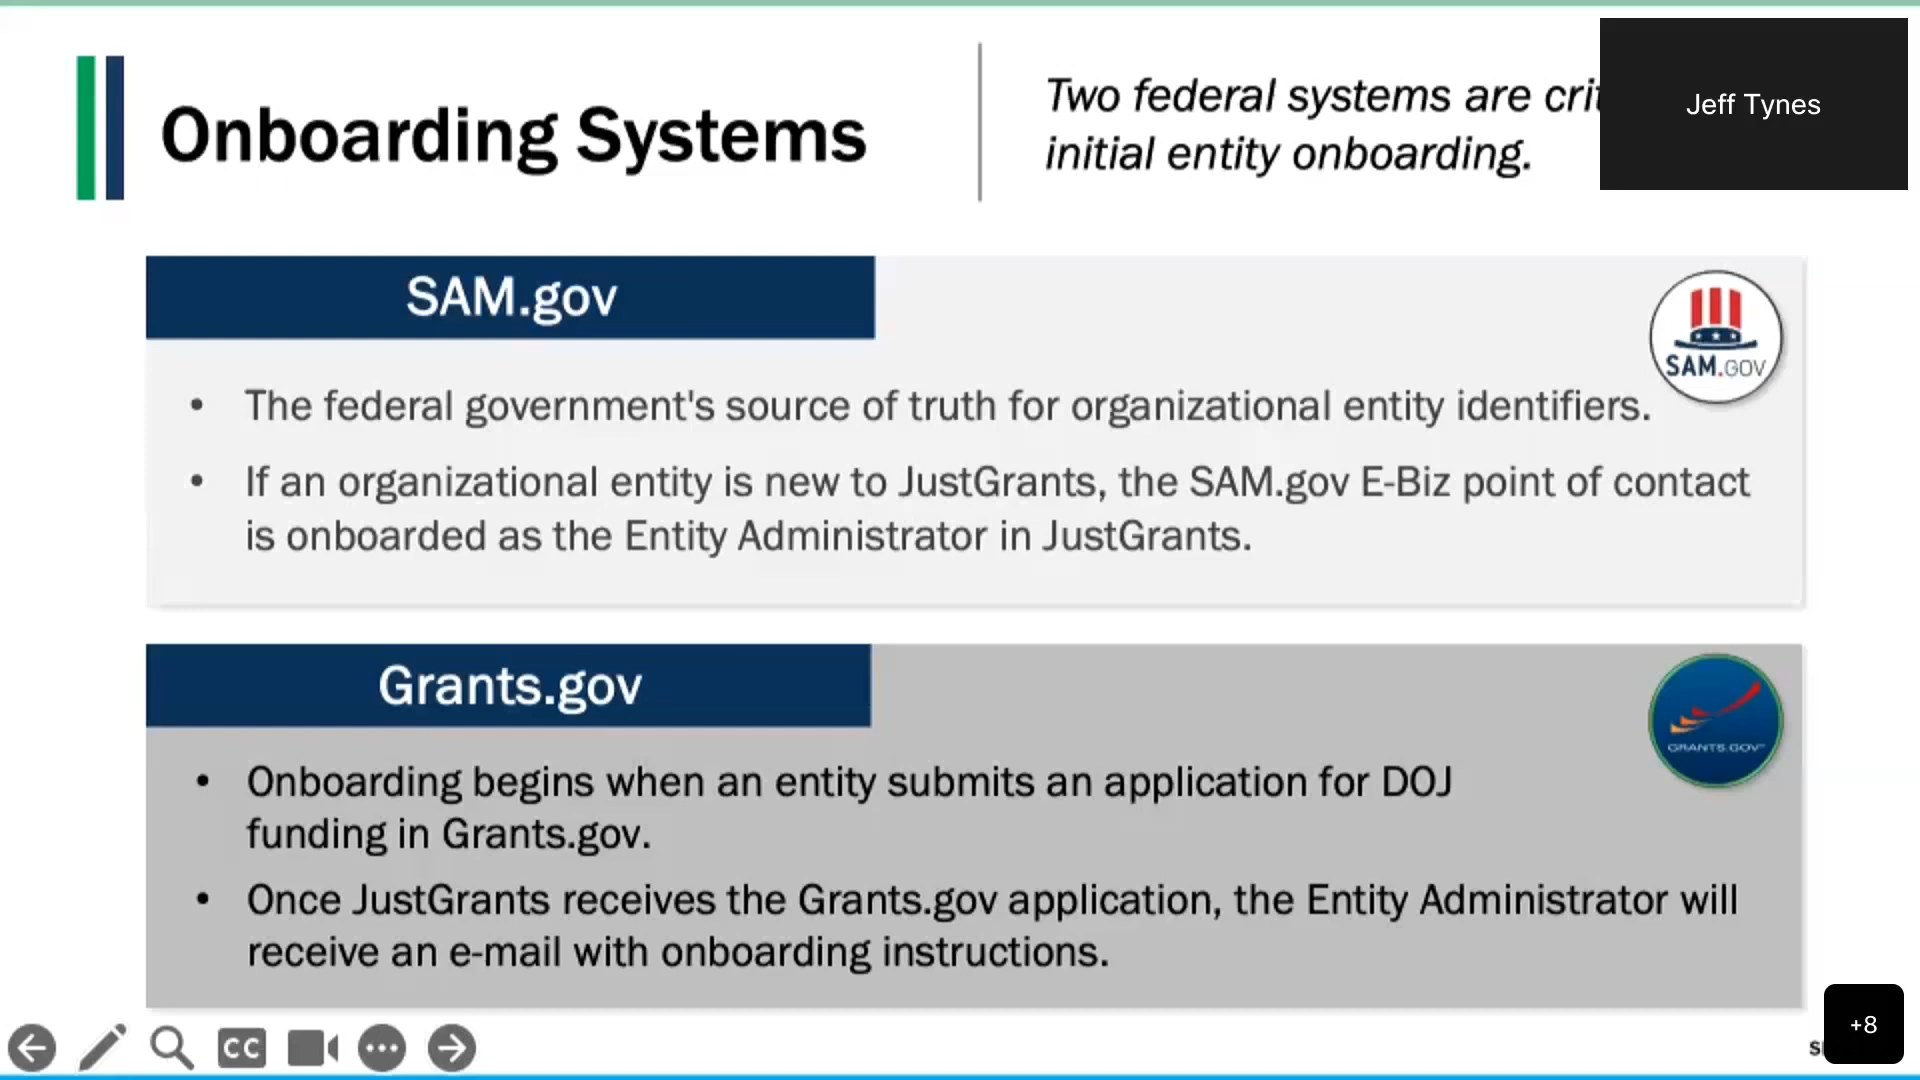 Onboarding Systems
Two federal systems are
initial entity onboarding.
Jeff Tynes
SAM.gov
SAM.GOV
• The federal government's source of truth for organizational entity identifiers.
• If an organizational entity is new to JustGrants, the SAM.gov E-Biz point of contact
is onboarded as the Entity Administrator in JustGrants.
Grants.gov
GRANTS.GOV
• Onboarding begins when an entity submits an application for DOJ
funding in Grants.gov.
• Once JustGrants receives the Grants.gov application, the Entity Administrator will
receive an e-mail with onboarding instructions.
CC
+8